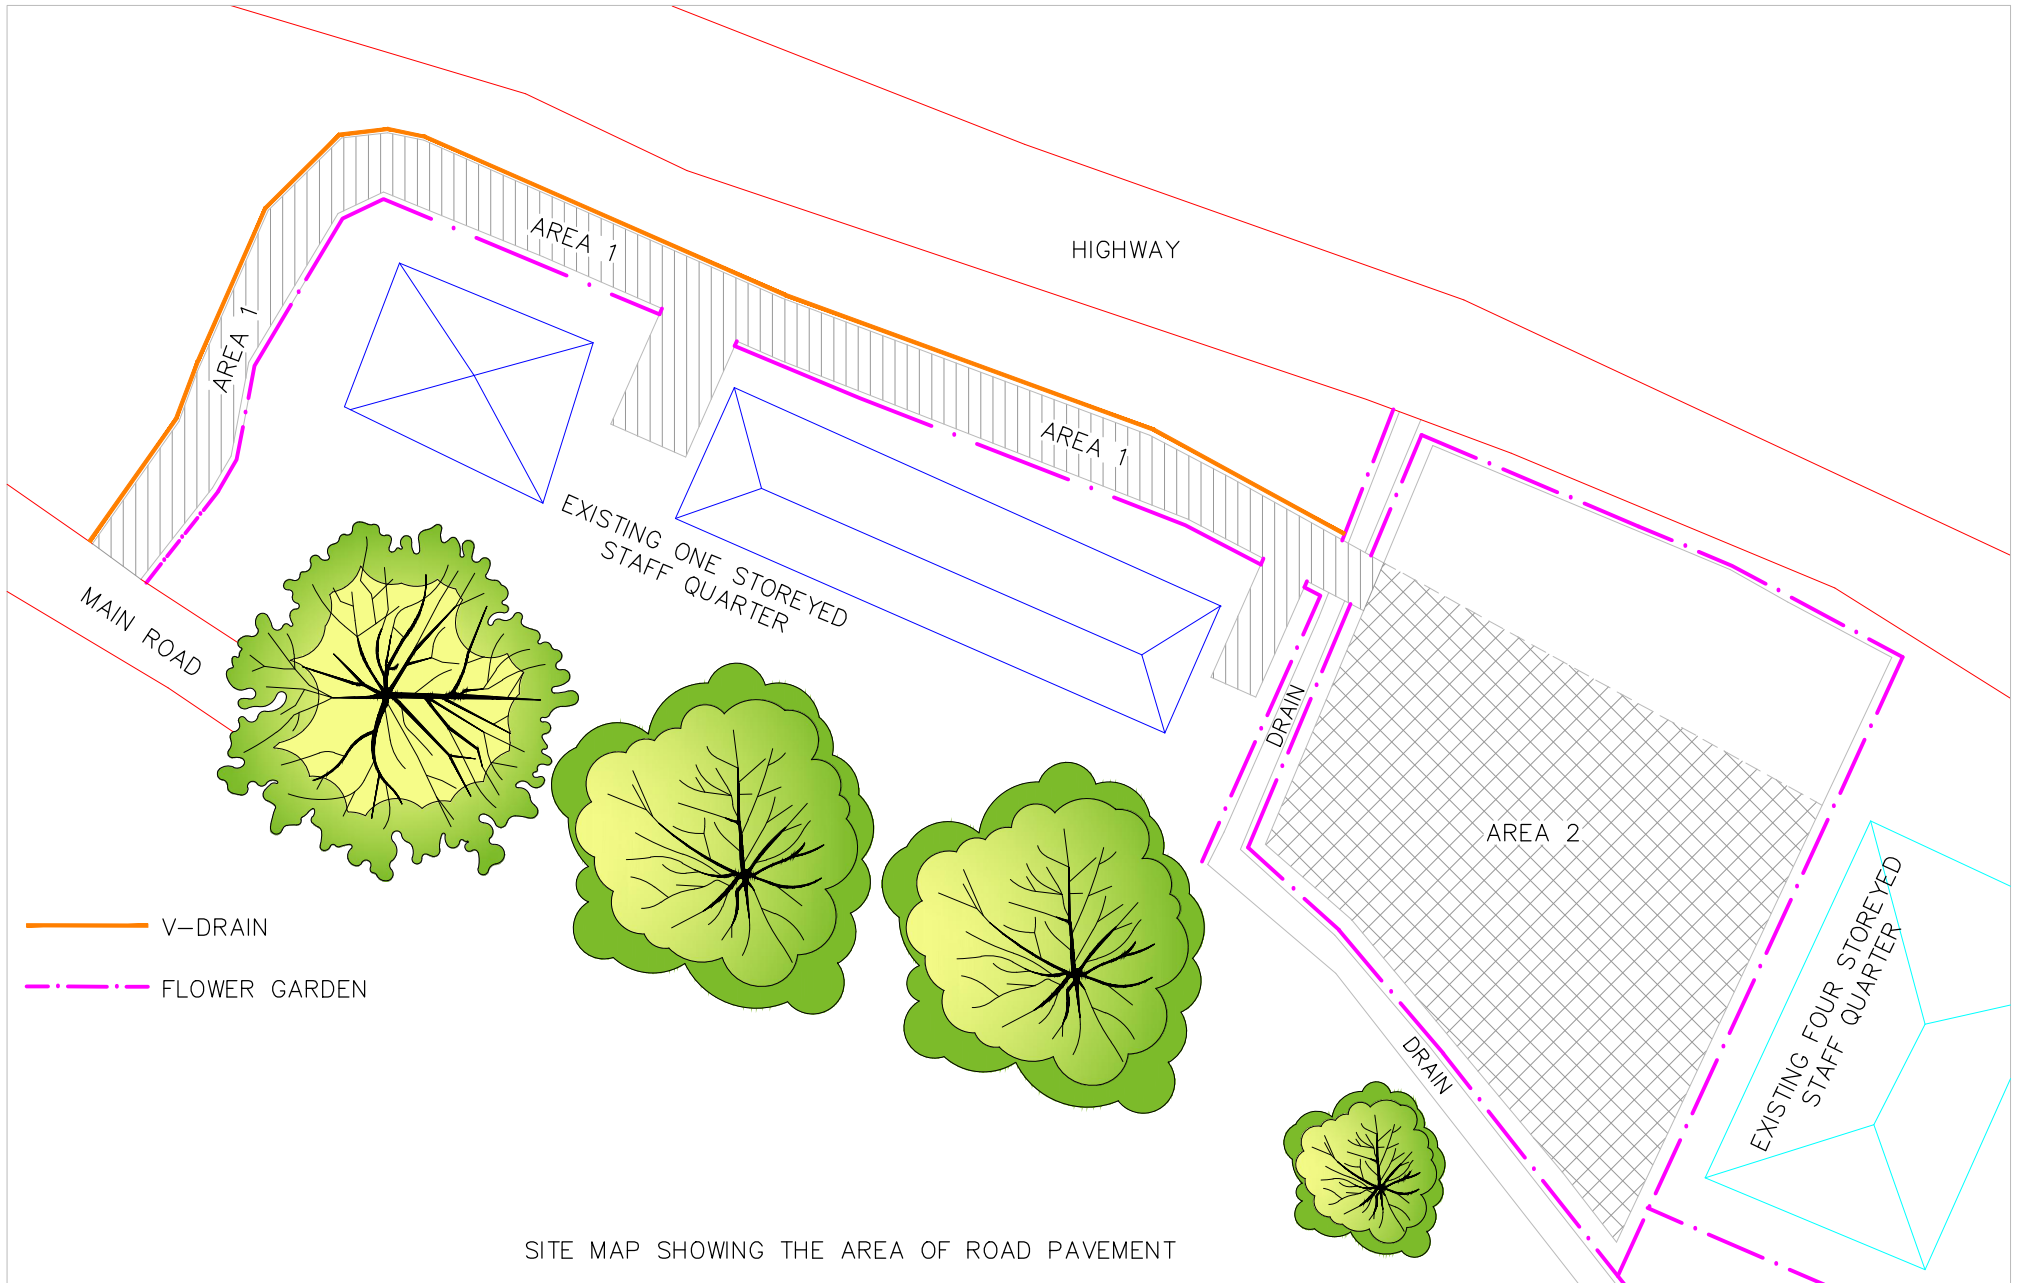 HIGHWAY
AREA 1
AREA 1
AREA 1
EXISTING ONE STOREYED
STAFF QUARTER
MAIN ROAD
DRAIN
AREA 2
EXISTING FOUR STOREYED
STAFF QUARTER
V-DRAIN
FLOWER GARDEN
DRAIN
SITE MAP SHOWING THE AREA OF ROAD PAVEMENT